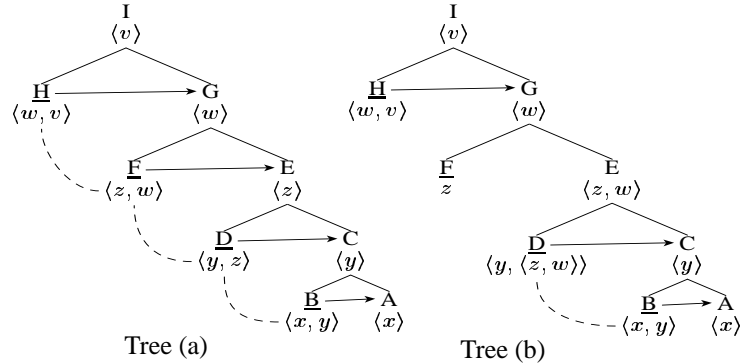 I I
⟨v⟩ ⟨v⟩
H G H G
⟨w, v⟩ ⟨w⟩ ⟨w, v⟩ ⟨w⟩
F E F E
⟨z, w⟩ ⟨z⟩ z ⟨z, w⟩
D C D C
⟨y, z⟩ ⟨y⟩ ⟨y, ⟨z, w⟩⟩ ⟨y⟩
B A B A
⟨x, y⟩ ⟨x⟩ ⟨x, y⟩ ⟨x⟩
Tree (a) Tree (b)